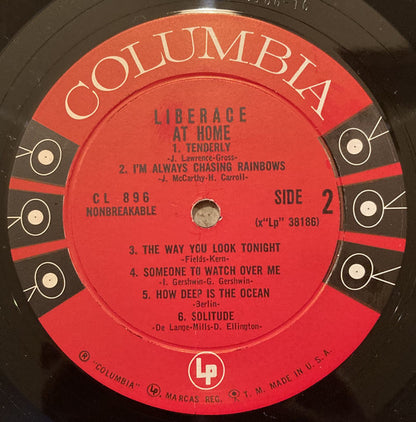 COLUMBIA
LIBERACE
AT HOME
1. TENDERLY
-J. Lawrence-Gross-
2. I'M ALWAYS CHASING RAINBOWS
-J. McCarthy-H. Carroll-
CL 896
NONBREAKABLE
SIDE 2
(x"Lp" 38186)
3. THE WAY YOU LOOK TONIGHT
-Fields-Kern-
4. SOMEONE TO WATCH OVER ME
-I. Gershwin-G. Gershwin-
5. HOW DEEP IS THE OCEAN
-Berlin-
6. SOLITUDE
-De Lange-Mills-D. Ellington-
Lp
® "COLUMBIA", MARCAS REG. T. M. MADE IN U. S. A.